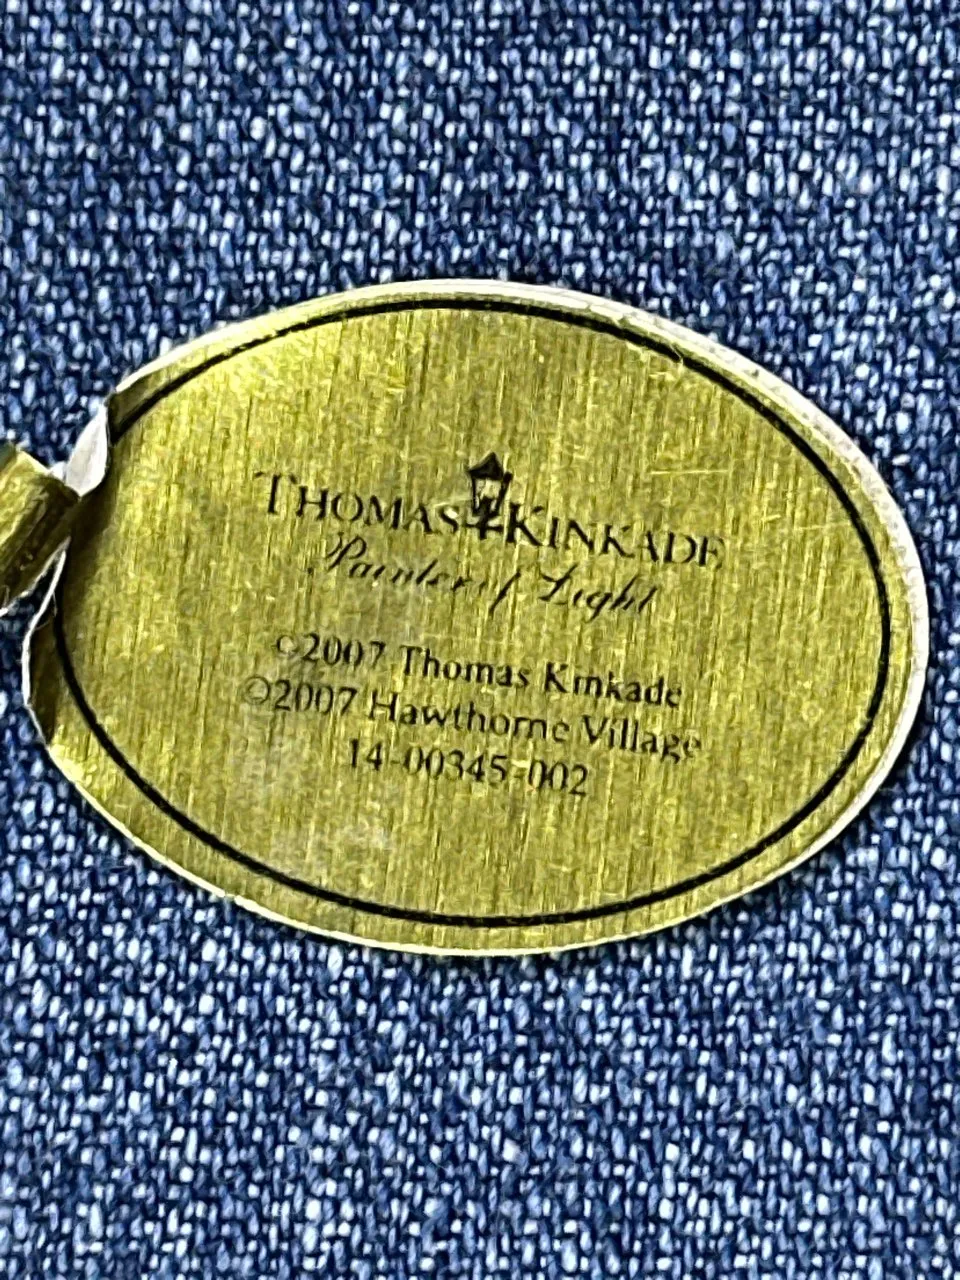 THOMAS KINKADE
Painter of Light
©2007 Thomas Kinkade
©2007 Hawthorne Village
14-00345-002